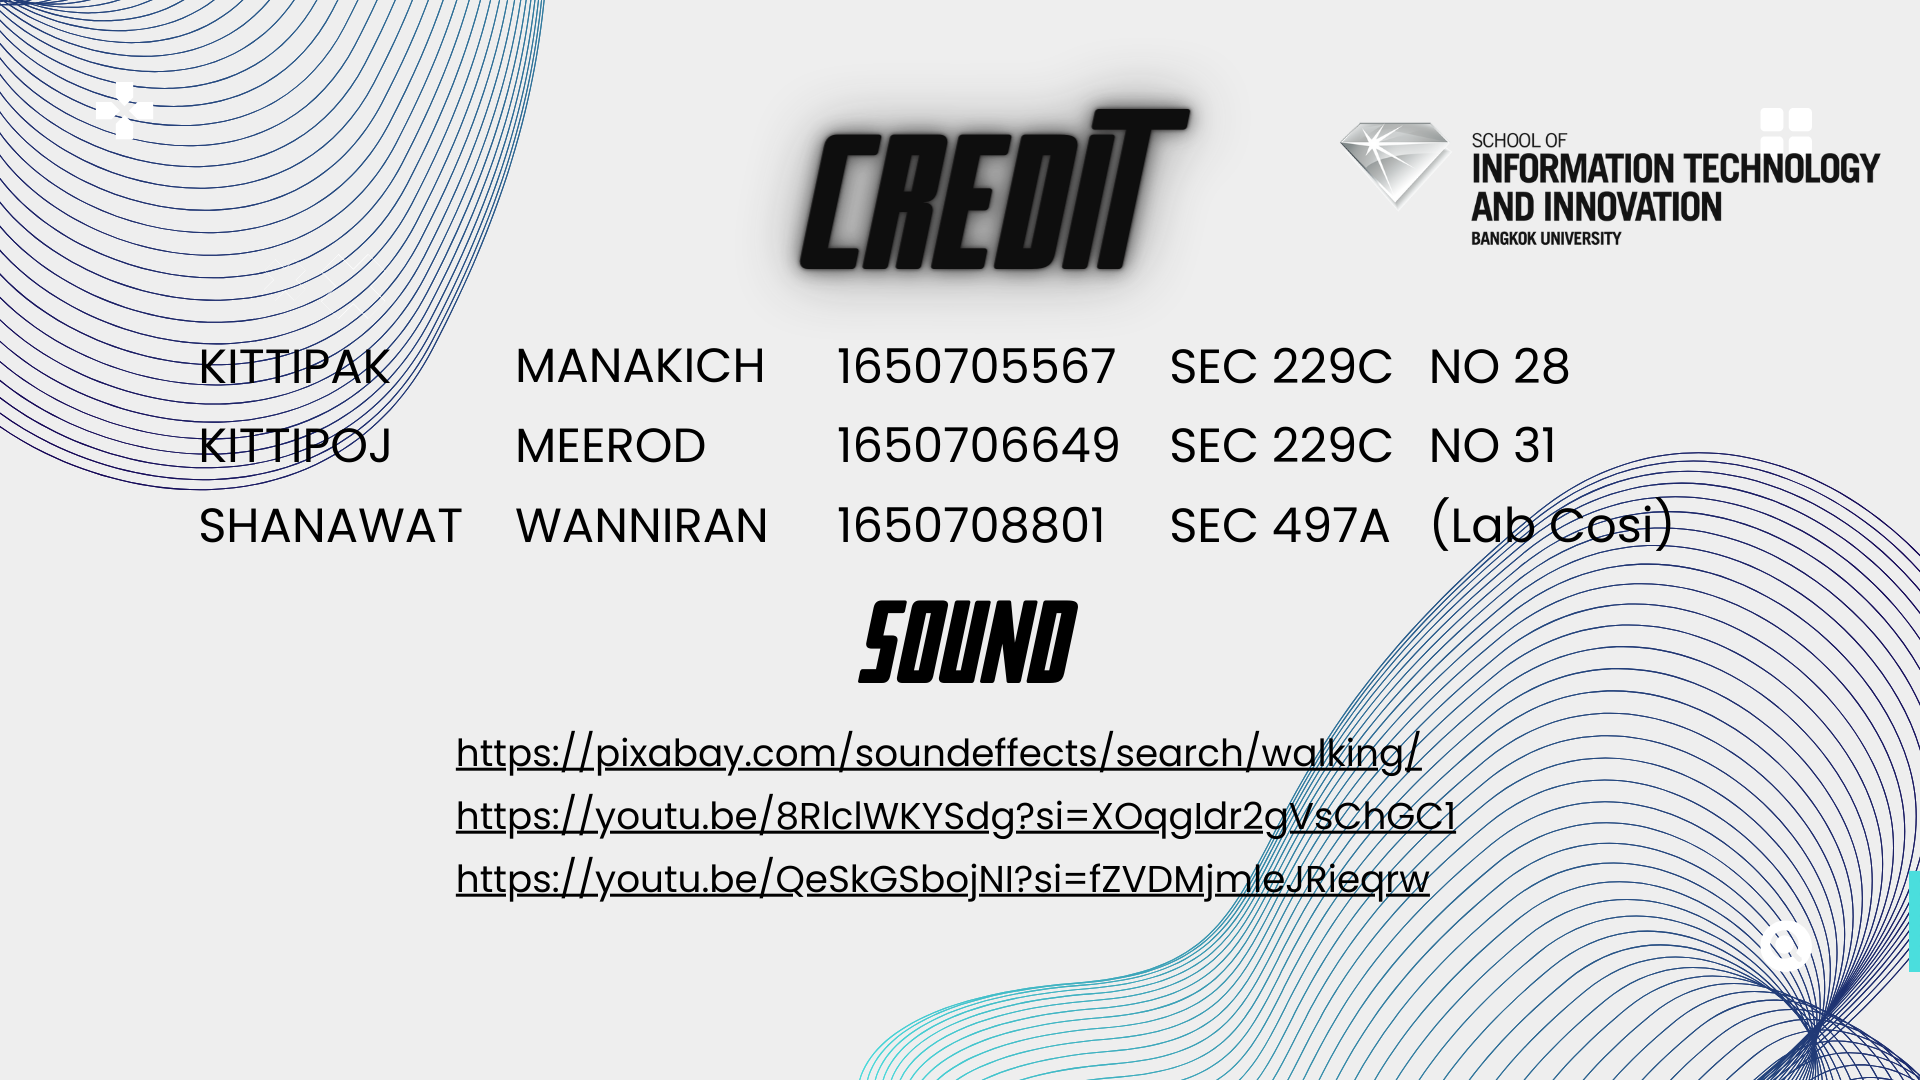 CREDIT
SCHOOL OF
INFORMATION TECHNOLOGY
AND INNOVATION
BANGKOK UNIVERSITY
KITTIPAK MANAKICH 1650705567 SEC 229C NO 28
KITTIPOJ MEEROD 1650706649 SEC 229C NO 31
SHANAWAT WANNIRAN 1650708801 SEC 497A (Lab Cosi)
SOUND
https://pixabay.com/soundeffects/search/walking/
https://youtu.be/8RlclWKYSdg?si=XOqgIdr2gVsChGC1
https://youtu.be/QeSkGSbojNI?si=fZVDMjmleJRieqrw